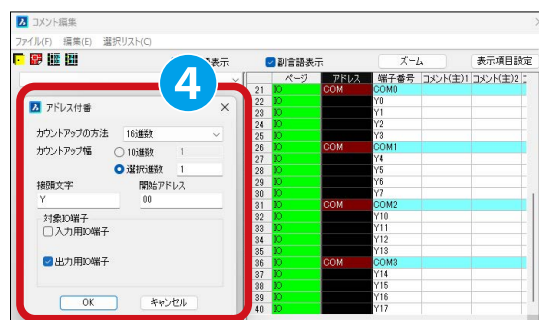 コメント編集
ファイル(F) 編集(E) 選択リスト(C)
表示
副言語表示
ズーム
表示項目設定
4
アドレス付番
カウントアップの方法 16進数
カウントアップ幅 10進数 1
選択進数 1
接頭文字 開始アドレス
Y 00
対象IO端子
入力用IO端子
出力用IO端子
OK キャンセル
ページ アドレス 端子番号 コメント(主)1 コメント(主)2
21 IO COM COM0
22 IO Y0
23 IO Y1
24 IO Y2
25 IO Y3
26 IO COM COM1
27 IO Y4
28 IO Y5
29 IO Y6
30 IO Y7
31 IO COM COM2
32 IO Y10
33 IO Y11
34 IO Y12
35 IO Y13
36 IO COM COM3
37 IO Y14
38 IO Y15
39 IO Y16
40 IO Y17